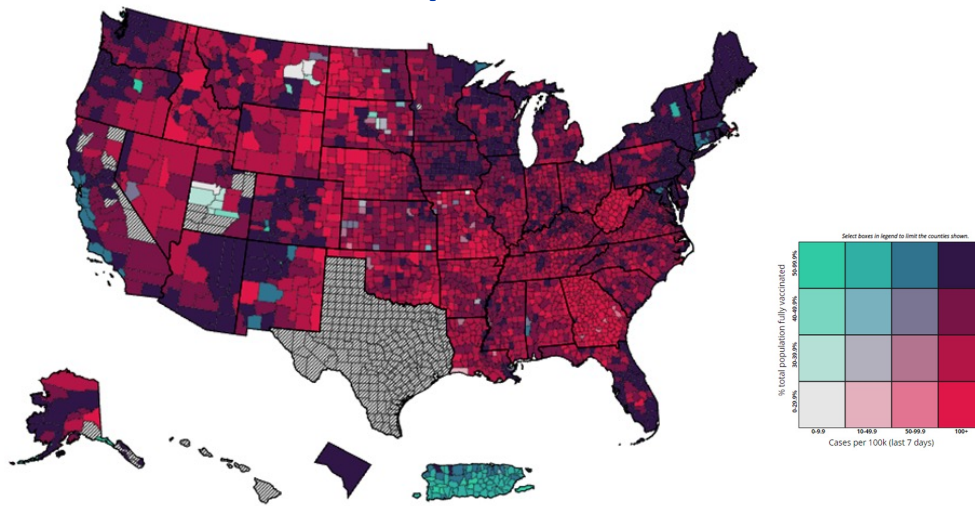 Select boxes in legend to limit the counties shown.
% total population fully vaccinated
50-99.9%
40-49.9%
30-39.9%
0-29.9%
0-9.9
10-49.9
50-99.9
100+
Cases per 100k (last 7 days)